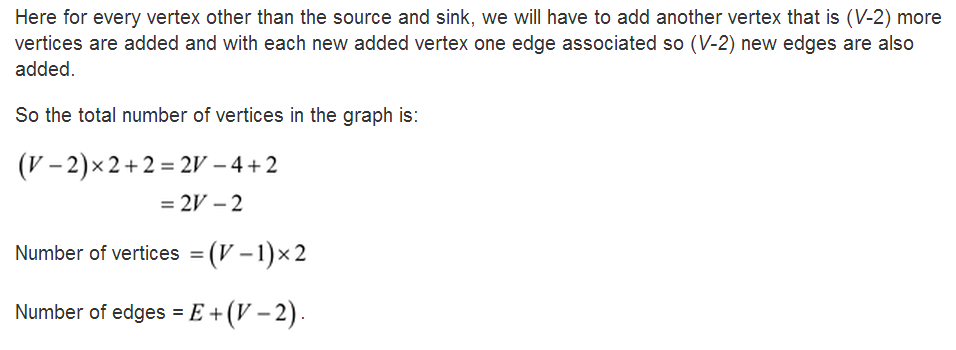 Here for every vertex other than the source and sink, we will have to add another vertex that is (V-2) more
vertices are added and with each new added vertex one edge associated so (V-2) new edges are also
added.
So the total number of vertices in the graph is:
(V − 2)×2+2 = 2V − 4+2
= 2V − 2
Number of vertices =(V −1)×2
Number of edges = E +(V − 2).